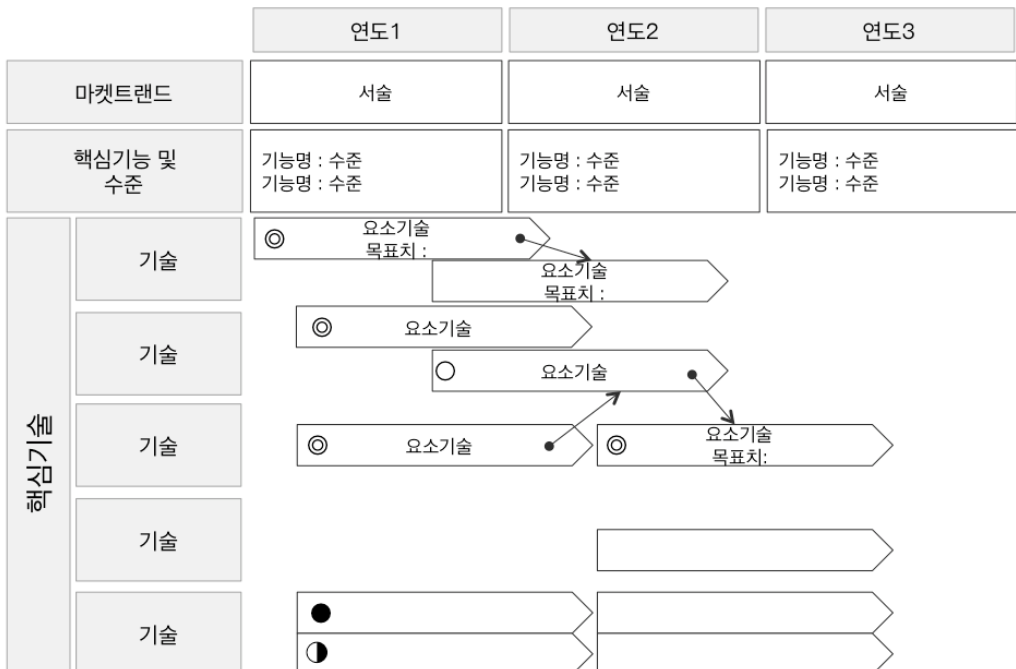 연도1
연도2
연도3
마켓트랜드
서술
서술
서술
핵심기능 및
수준
기능명 : 수준
기능명 : 수준
기능명 : 수준
기능명 : 수준
기능명 : 수준
기능명 : 수준
핵심기술
기술
요소기술
목표치 :
요소기술
목표치 :
기술
요소기술
요소기술
기술
요소기술
요소기술
목표치:
기술
기술